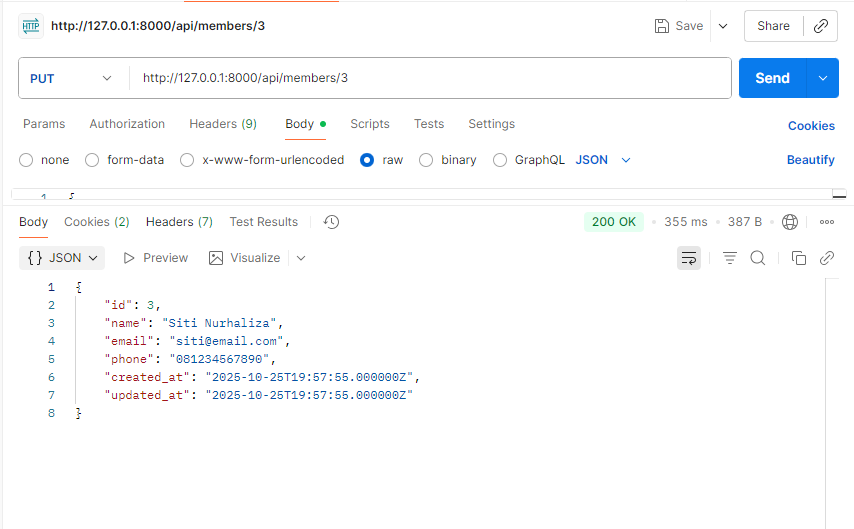 HTTP http://127.0.0.1:8000/api/members/3 Save Share
PUT http://127.0.0.1:8000/api/members/3 Send
Params Authorization Headers (9) Body Scripts Tests Settings Cookies
none form-data x-www-form-urlencoded raw binary GraphQL JSON Beautify
1 {
Body Cookies (2) Headers (7) Test Results 200 OK • 355 ms • 387 B •
{} JSON Preview Visualize
1 {
2 "id": 3,
3 "name": "Siti Nurhaliza",
4 "email": "siti@email.com",
5 "phone": "081234567890",
6 "created_at": "2025-10-25T19:57:55.000000Z",
7 "updated_at": "2025-10-25T19:57:55.000000Z"
8 }